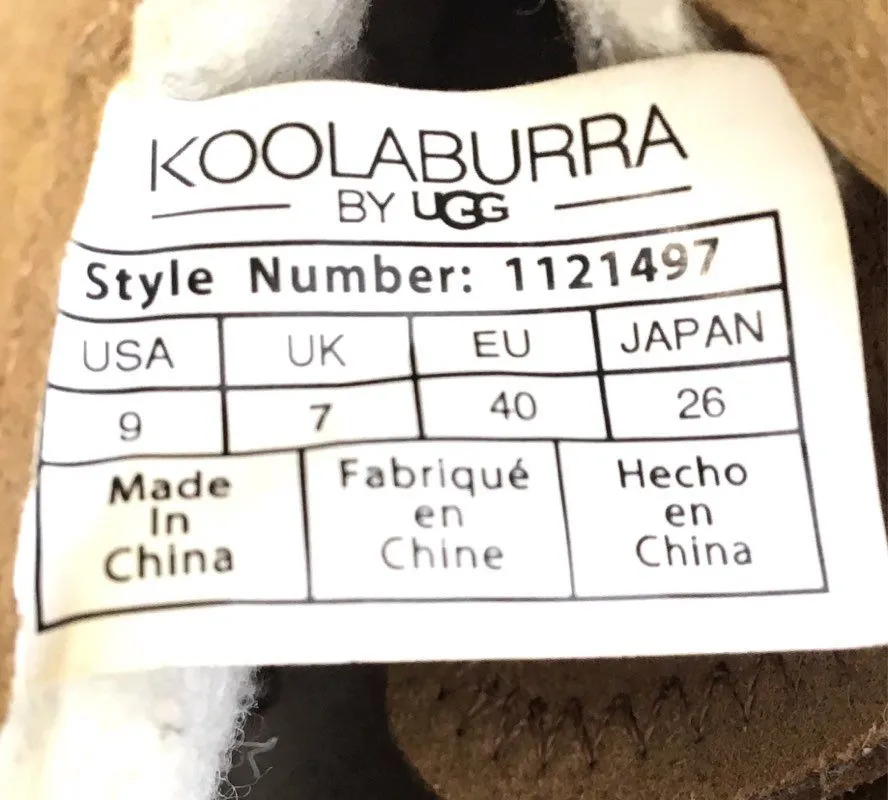 KOOLABURRA
BY UGG
Style Number: 1121497
USA UK EU JAPAN
9 7 40 26
Made
In
China
Fabriqué
en
Chine
Hecho
en
China